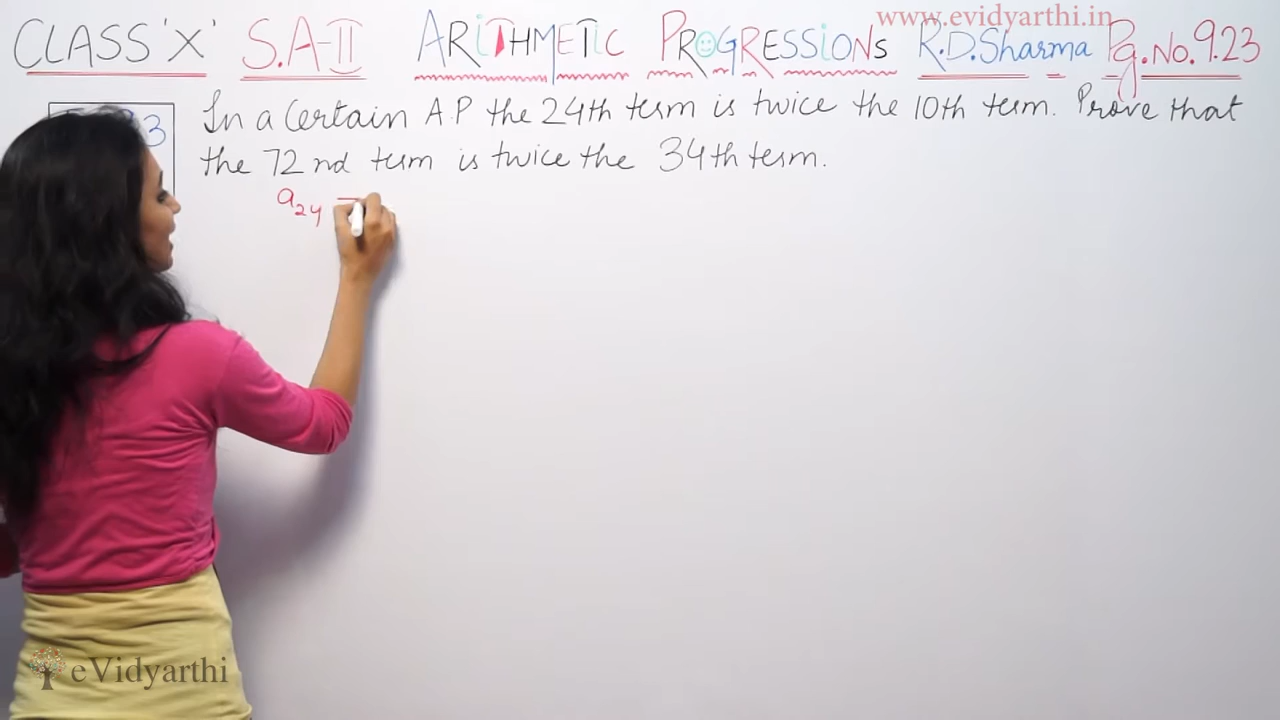 www.evidyarthi.in
CLASS 'X' S.A-II ARiTHMETiC PROGRESSiONs R.D.Sharma Pg.No.9.23
In a Certain A.P the 24th term is twice the 10th term. Prove that
the 72nd term is twice the 34th term.
a24
eVidyarthi